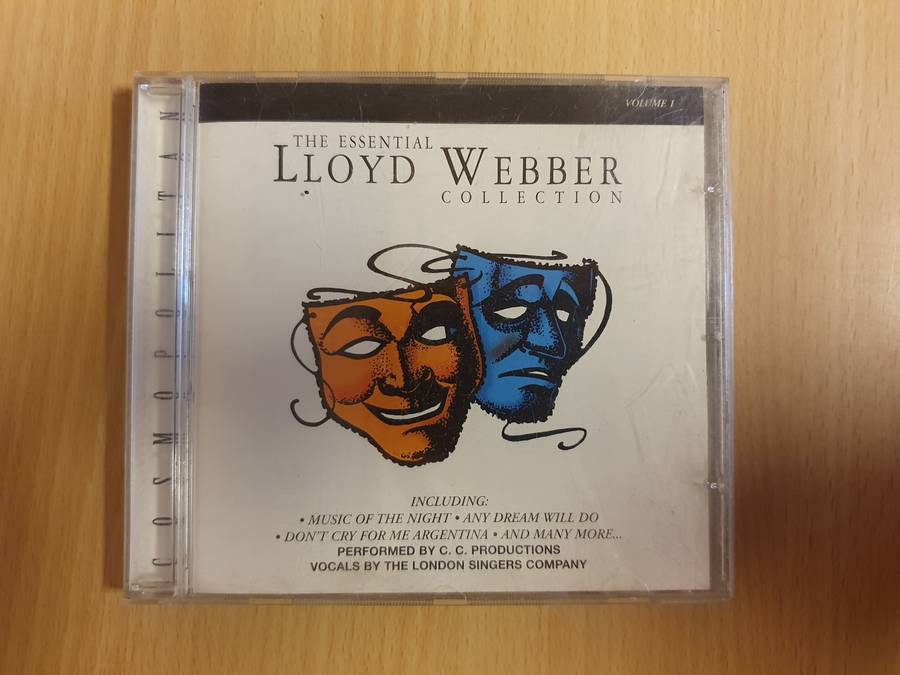 VOLUME 1
THE ESSENTIAL
LLOYD WEBBER
COLLECTION
INCLUDING:
• MUSIC OF THE NIGHT • ANY DREAM WILL DO
• DON'T CRY FOR ME ARGENTINA • AND MANY MORE...
PERFORMED BY C. C. PRODUCTIONS
VOCALS BY THE LONDON SINGERS COMPANY
COSMOPOLITAN